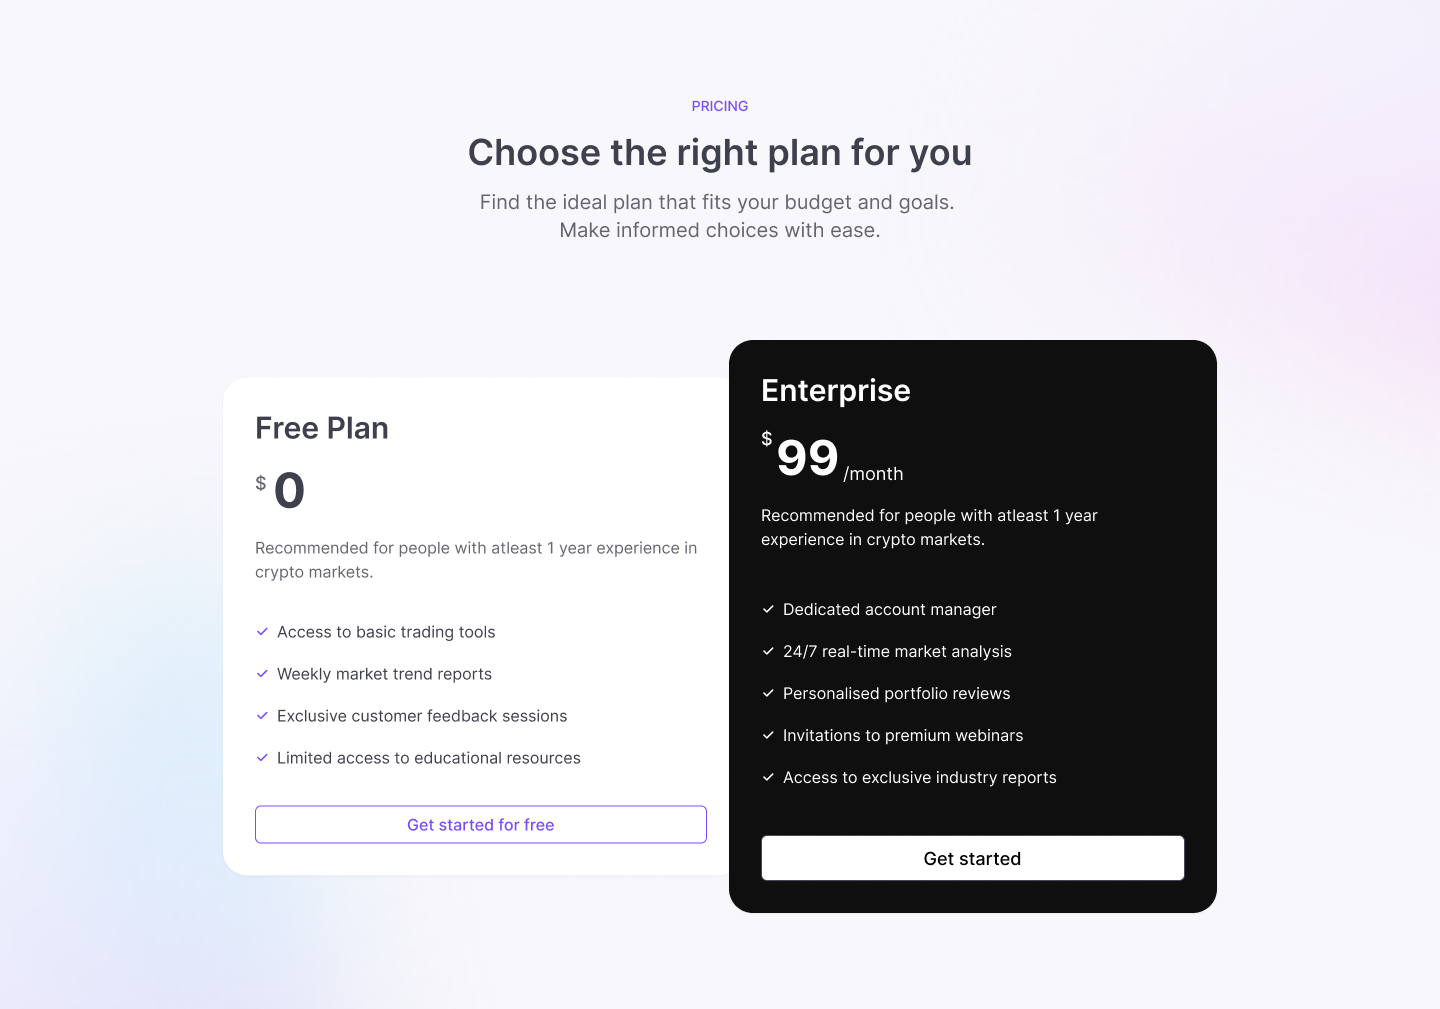 PRICING
Choose the right plan for you
Find the ideal plan that fits your budget and goals.
Make informed choices with ease.
Free Plan
$ 0
Recommended for people with atleast 1 year experience in
crypto markets.
Access to basic trading tools
Weekly market trend reports
Exclusive customer feedback sessions
Limited access to educational resources
Get started for free
Enterprise
$ 99 /month
Recommended for people with atleast 1 year
experience in crypto markets.
Dedicated account manager
24/7 real-time market analysis
Personalised portfolio reviews
Invitations to premium webinars
Access to exclusive industry reports
Get started